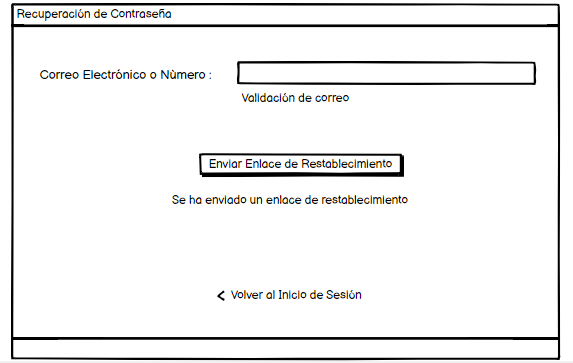 Recuperación de Contraseña
Correo Electrónico o Nùmero :
Validación de correo
Enviar Enlace de Restablecimiento
Se ha enviado un enlace de restablecimiento
Volver al Inicio de Sesión